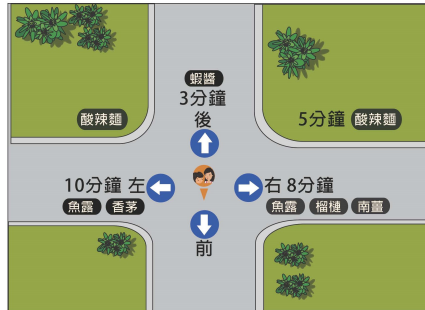 蝦醬
3分鐘
後
酸辣麵
5分鐘 酸辣麵
10分鐘 左
魚露 香茅
右 8分鐘
魚露 榴槤 南薑
前